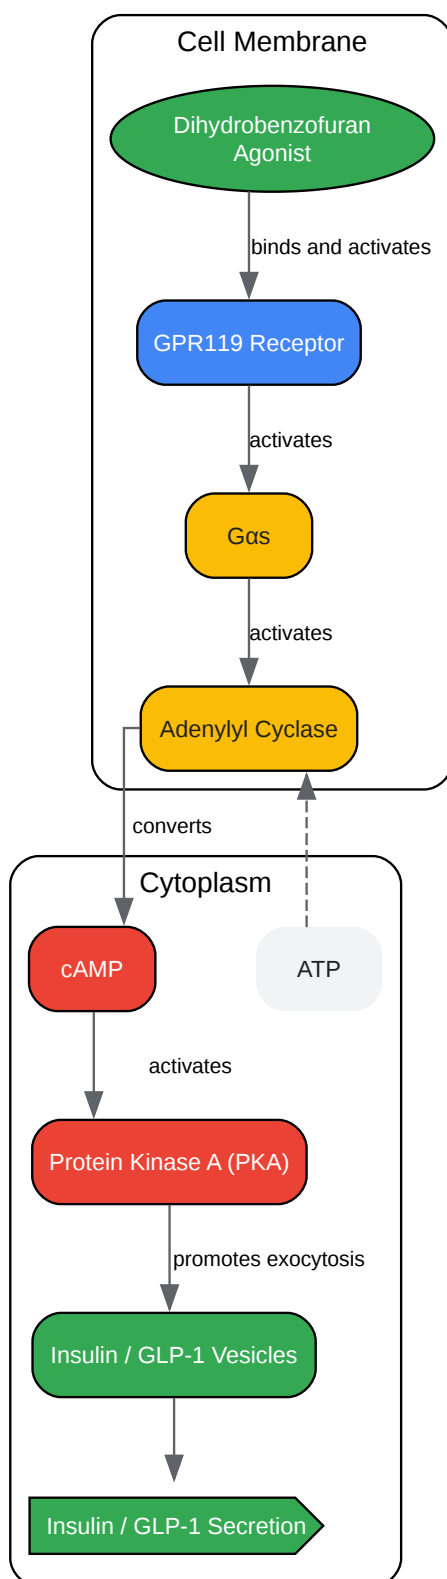 Cell Membrane
Dihydrobenzofuran
Agonist
binds and activates
GPR119 Receptor
activates
Gαs
activates
Adenylyl Cyclase
converts
Cytoplasm
cAMP
ATP
activates
Protein Kinase A (PKA)
promotes exocytosis
Insulin / GLP-1 Vesicles
Insulin / GLP-1 Secretion